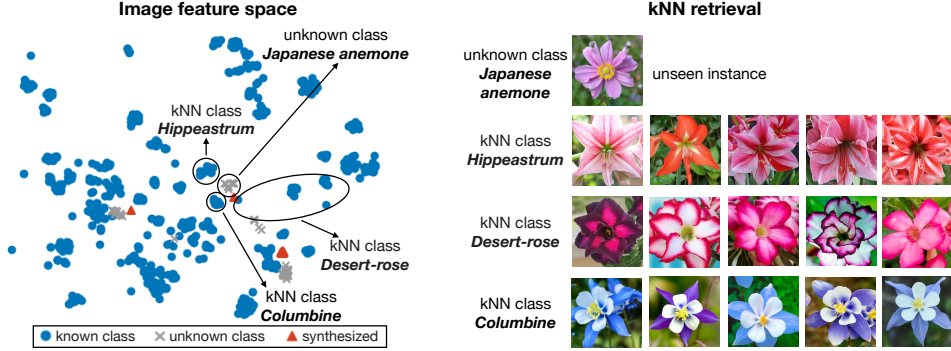 Image feature space
unknown class
Japanese anemone
kNN class
Hippeastrum
kNN class
Desert-rose
kNN class
Columbine
known class
unknown class
synthesized
kNN retrieval
unknown class
Japanese
anemone
unseen instance
kNN class
Hippeastrum
kNN class
Desert-rose
kNN class
Columbine